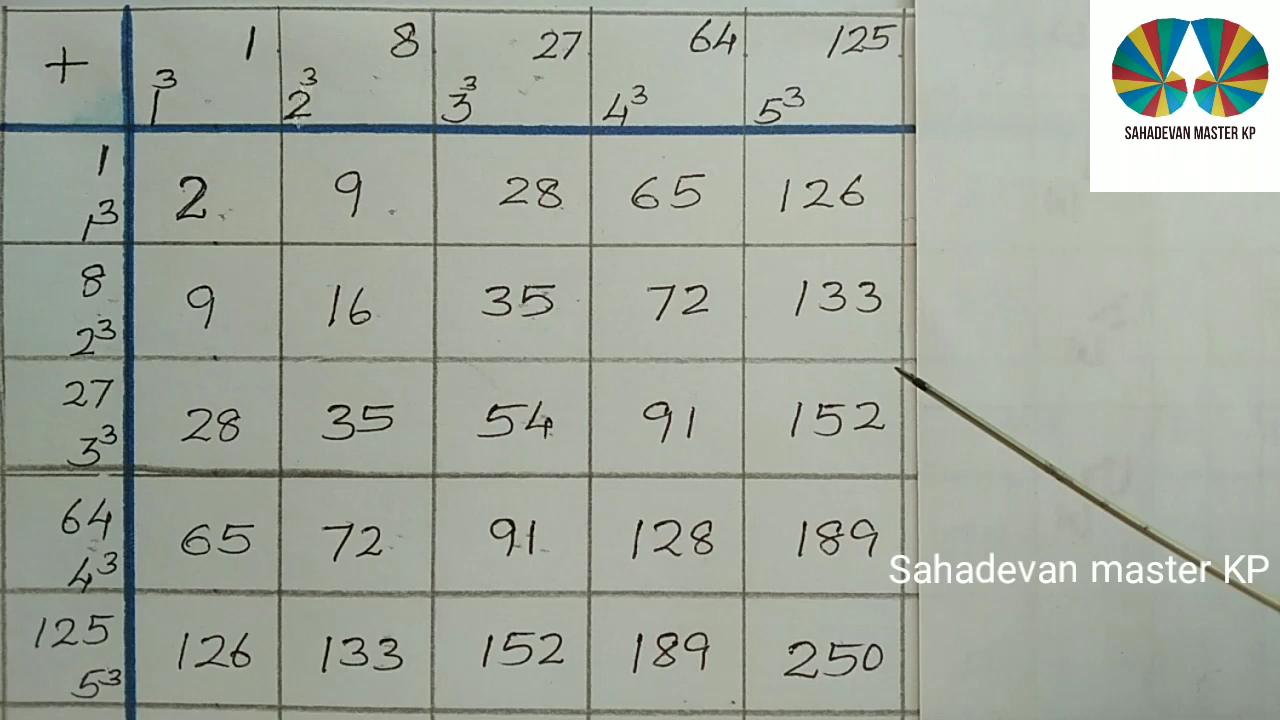 + 1 8 27 64 125
1³ 2³ 3³ 4³ 5³
1
1³ 2 9 28 65 126
8
2³ 9 16 35 72 133
27
3³ 28 35 54 91 152
64
4³ 65 72 91 128 189
125
5³ 126 133 152 189 250
SAHADEVAN MASTER KP
Sahadevan master KP